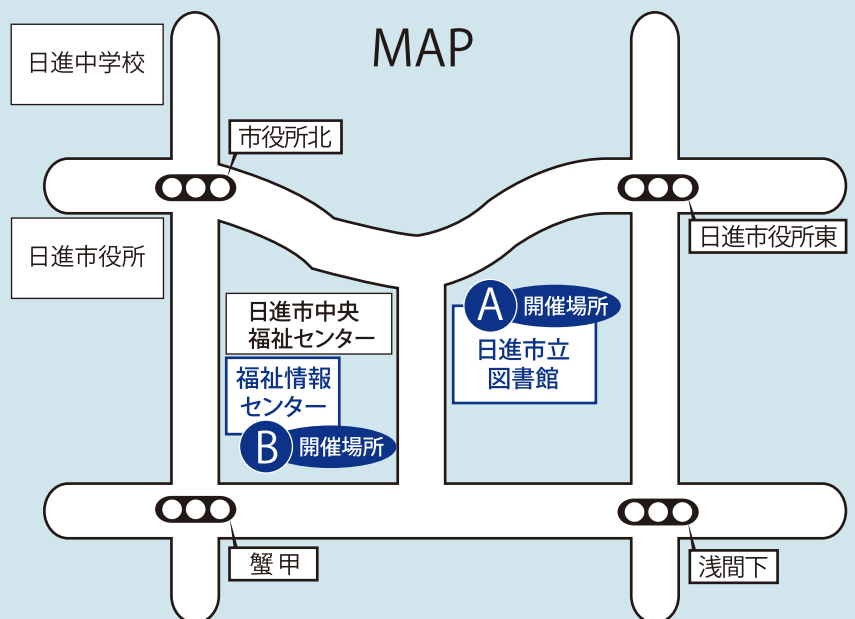 MAP
日進中学校
市役所北
日進市役所
日進市役所東
日進市中央
福祉センター
A 開催場所
日進市立
図書館
福祉情報
センター
B 開催場所
蟹甲
浅間下